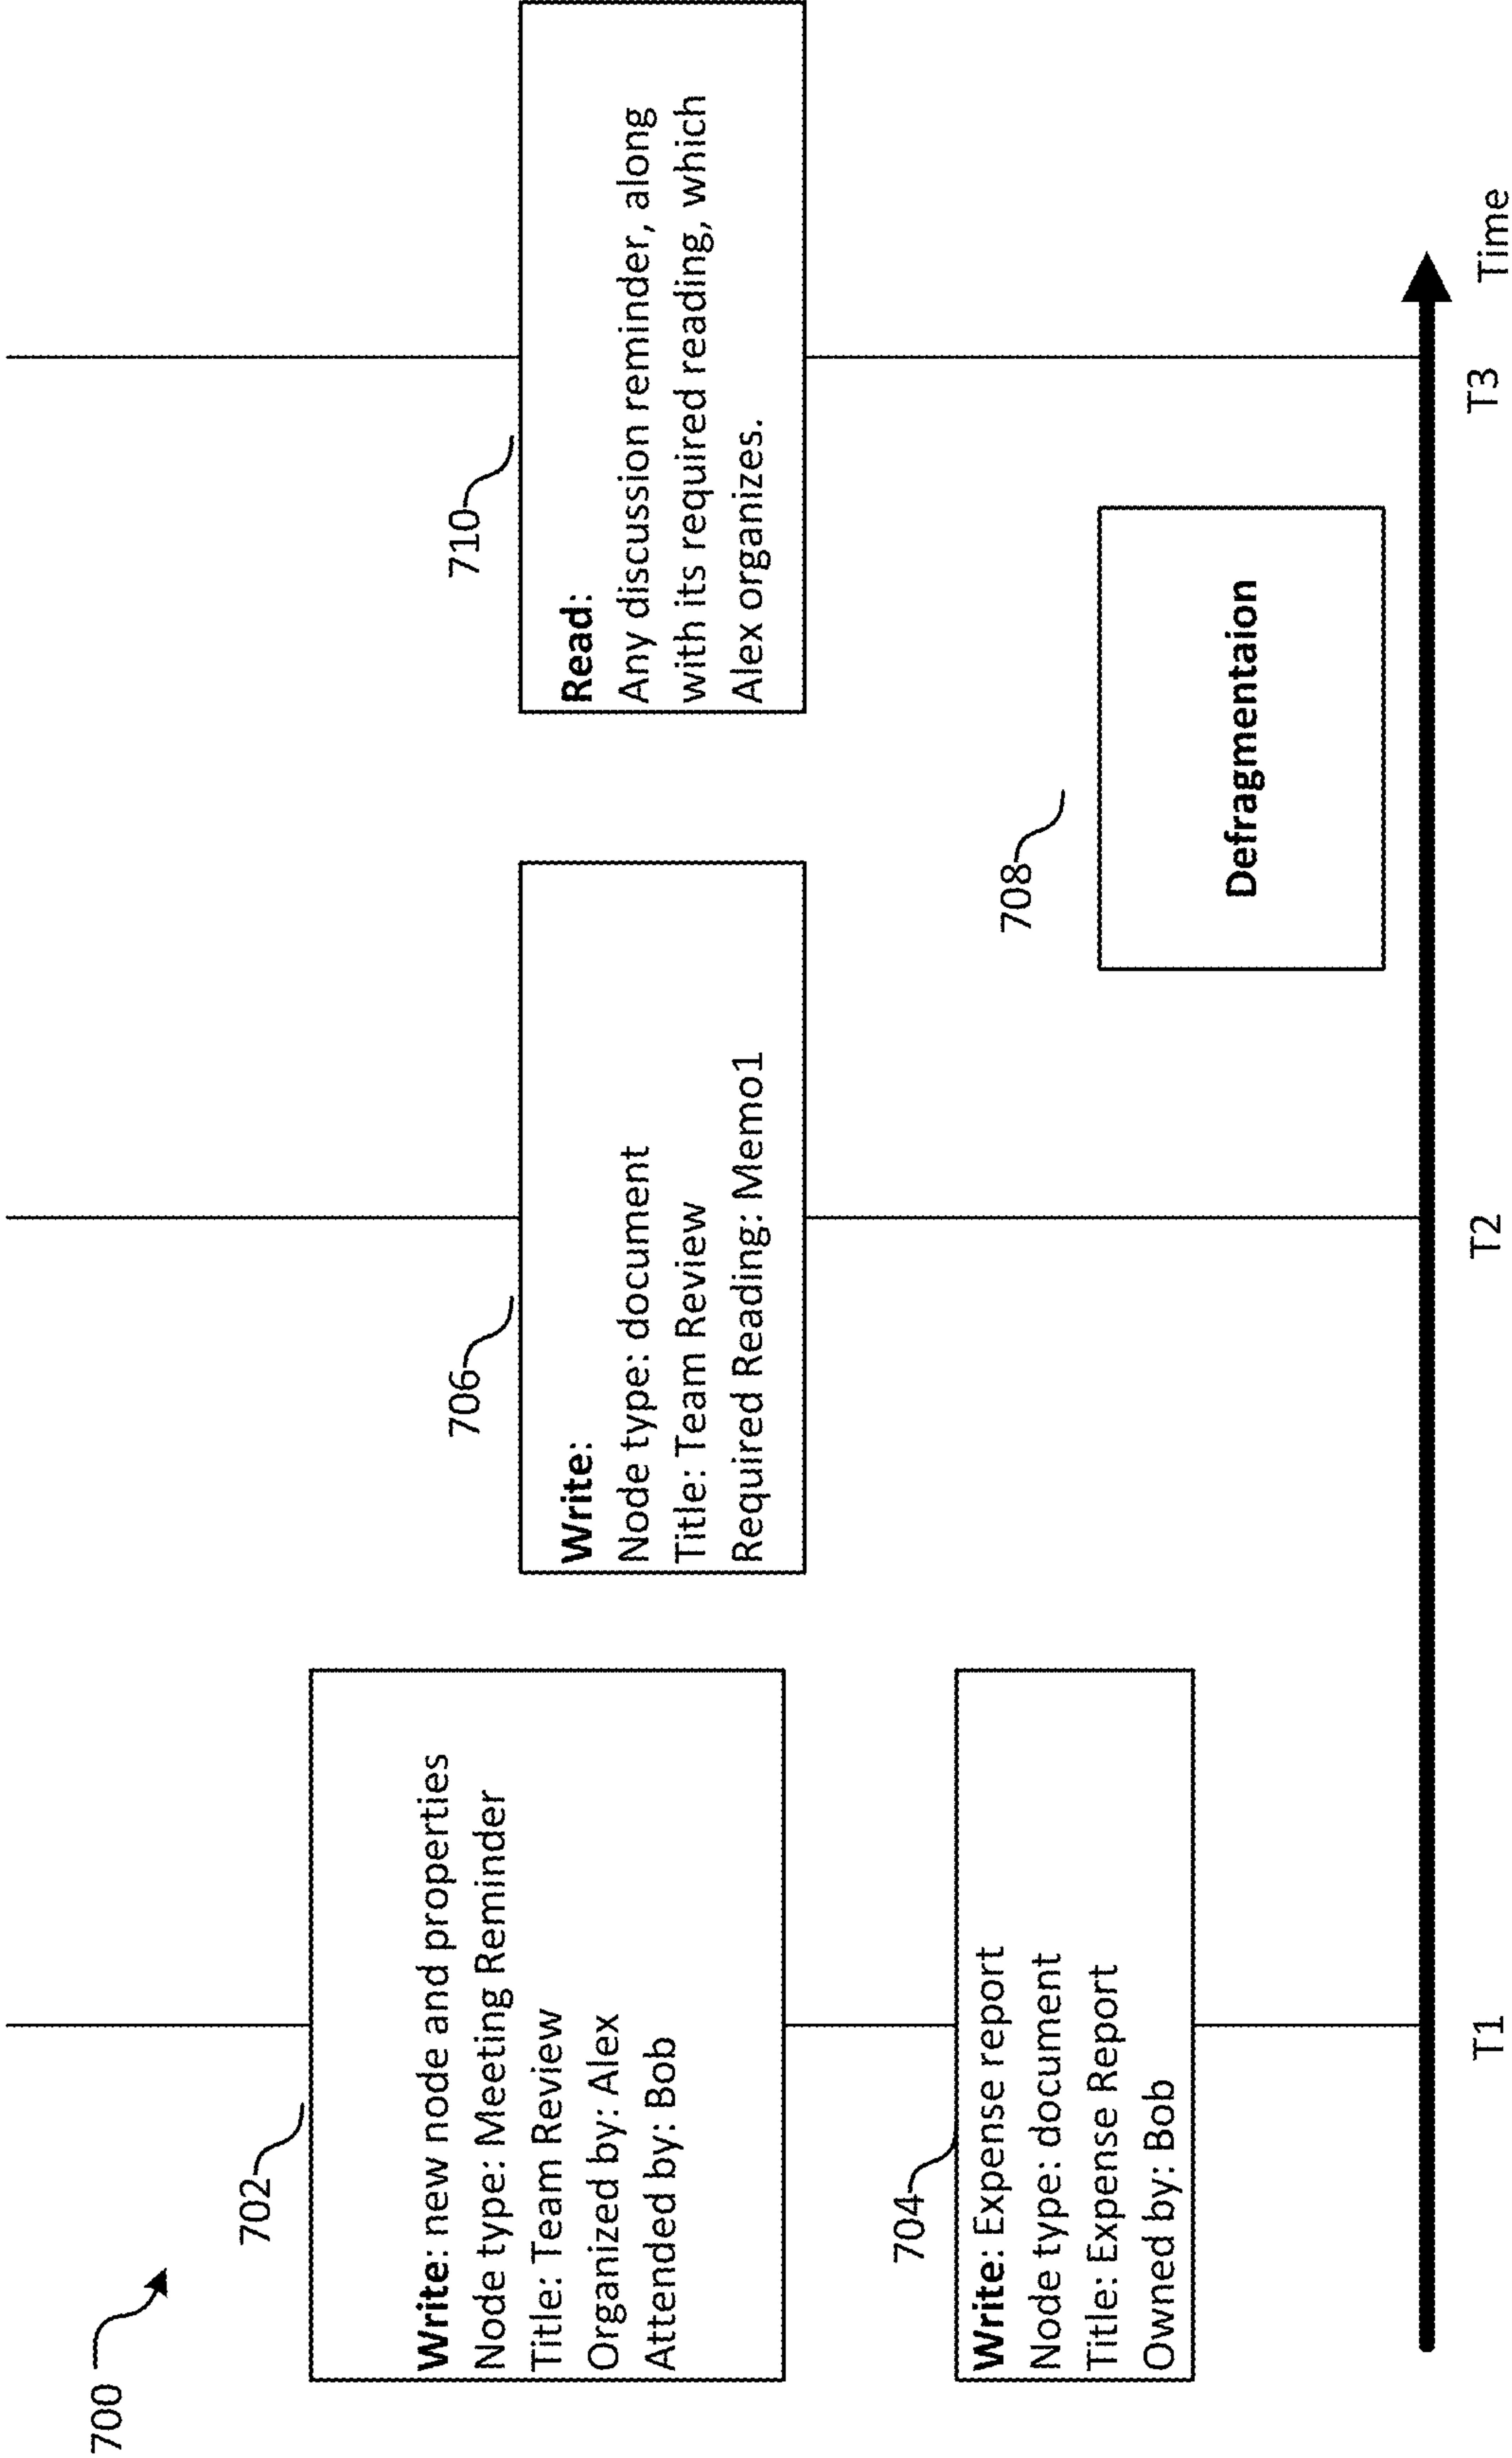 700
702
Write: new node and properties
Node type: Meeting Reminder
Title: Team Review
Organized by: Alex
Attended by: Bob
704
Write: Expense report
Node type: document
Title: Expense Report
Owned by: Bob
706
Write:
Node type: document
Title: Team Review
Required Reading: Memo1
708
Defragmentaion
710
Read:
Any discussion reminder, along
with its required reading, which
Alex organizes.
T1
T2
T3
Time